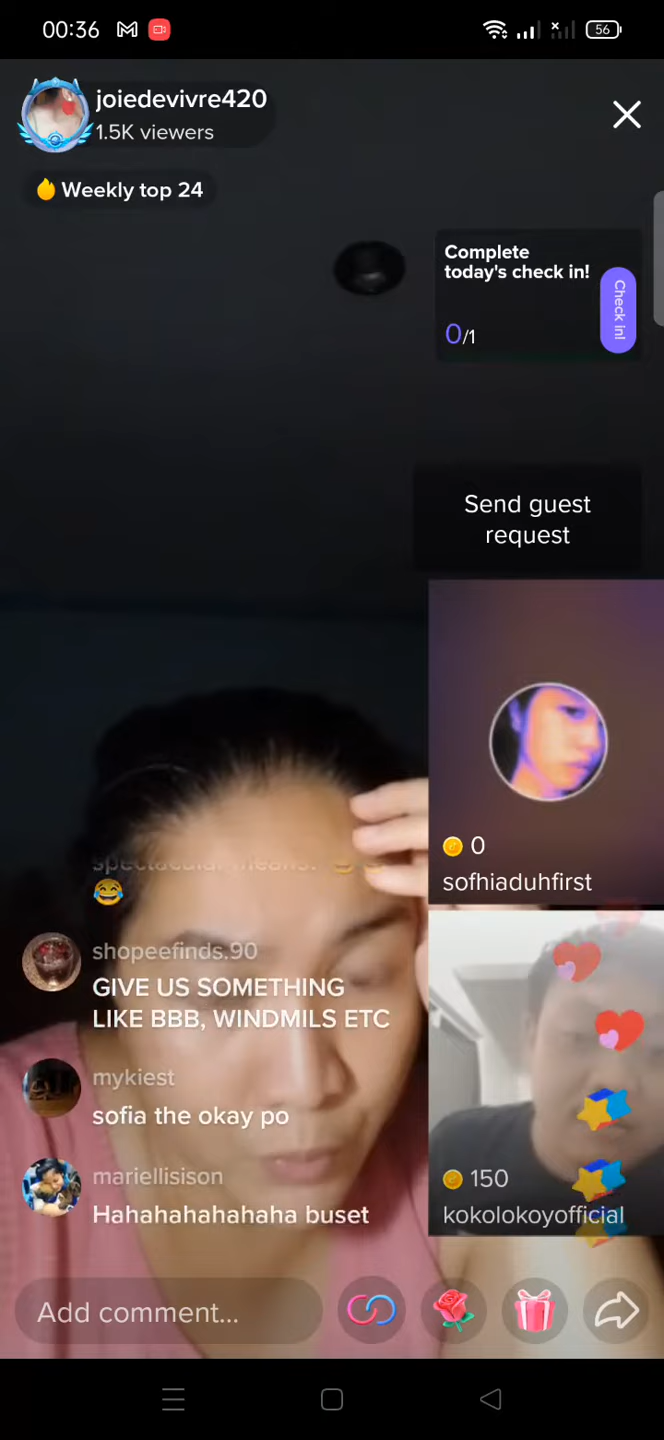 00:36
56
joiedevivre420
1.5K viewers
Weekly top 24
Complete
today's check in!
0/1
Check in!
Send guest
request
0
sofhiaduhfirst
spectacular means?
shopeefinds.90
GIVE US SOMETHING
LIKE BBB, WINDMILS ETC
mykiest
sofia the okay po
mariellisison
Hahahahahahaha buset
150
kokolokoyofficial
Add comment...